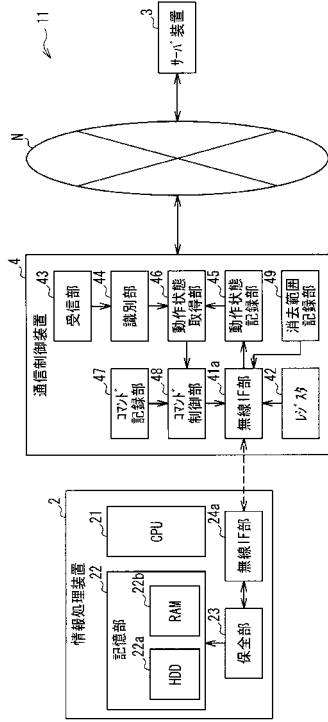 11
サーバ装置
3
N
通信制御装置
4
受信部
43
識別部
44
動作状態
取得部
46
動作状態
記録部
45
消去範囲
記録部
49
コマンド
記録部
47
コマンド
制御部
48
無線IF部
41a
レジスタ
42
情報処理装置
2
CPU
21
記憶部
22
HDD
22a
RAM
22b
保全部
23
無線IF部
24a